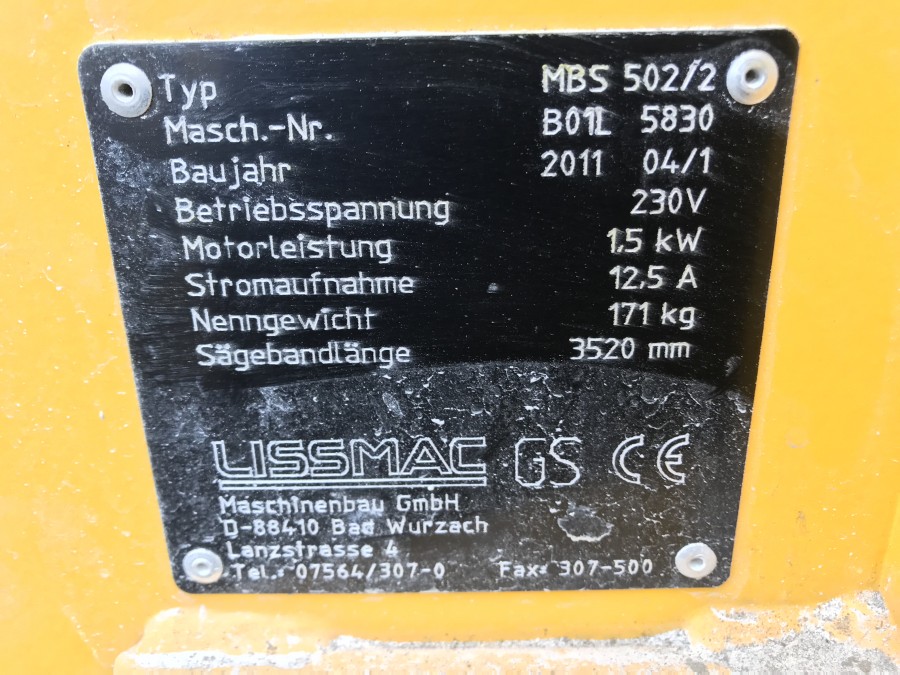 Typ MBS 502/2
Masch.-Nr. B01L 5830
Baujahr 2011 04/1
Betriebsspannung 230V
Motorleistung 1,5 kW
Stromaufnahme 12,5 A
Nenngewicht 171 kg
Sägebandlänge 3520 mm
LISSMAC GS CE
Maschinenbau GmbH
D-88410 Bad Wurzach
Lanzstrasse 4
Tel.: 07564/307-0 Fax: 307-500